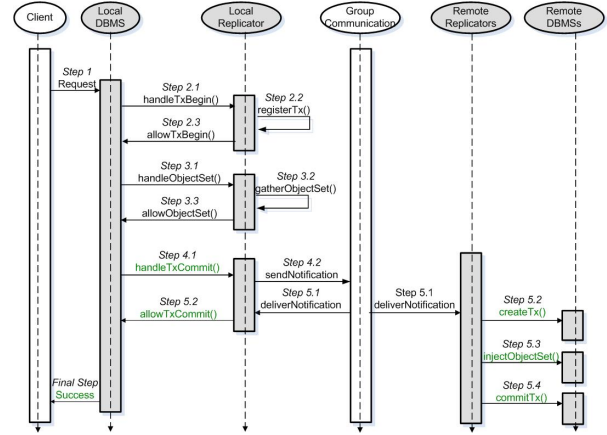 Client
Local
DBMS
Local
Replicator
Group
Communication
Remote
Replicators
Remote
DBMSs
Step 1
Request
Step 2.1
handleTxBegin()
Step 2.2
registerTx()
Step 2.3
allowTxBegin()
Step 3.1
handleObjectSet()
Step 3.2
gatherObjectSet()
Step 3.3
allowObjectSet()
Step 4.1
handleTxCommit()
Step 4.2
sendNotification
Step 5.1
deliverNotification
Step 5.1
deliverNotification
Step 5.2
allowTxCommit()
Step 5.2
createTx()
Step 5.3
injectObjectSet()
Step 5.4
commitTx()
Final Step
Success